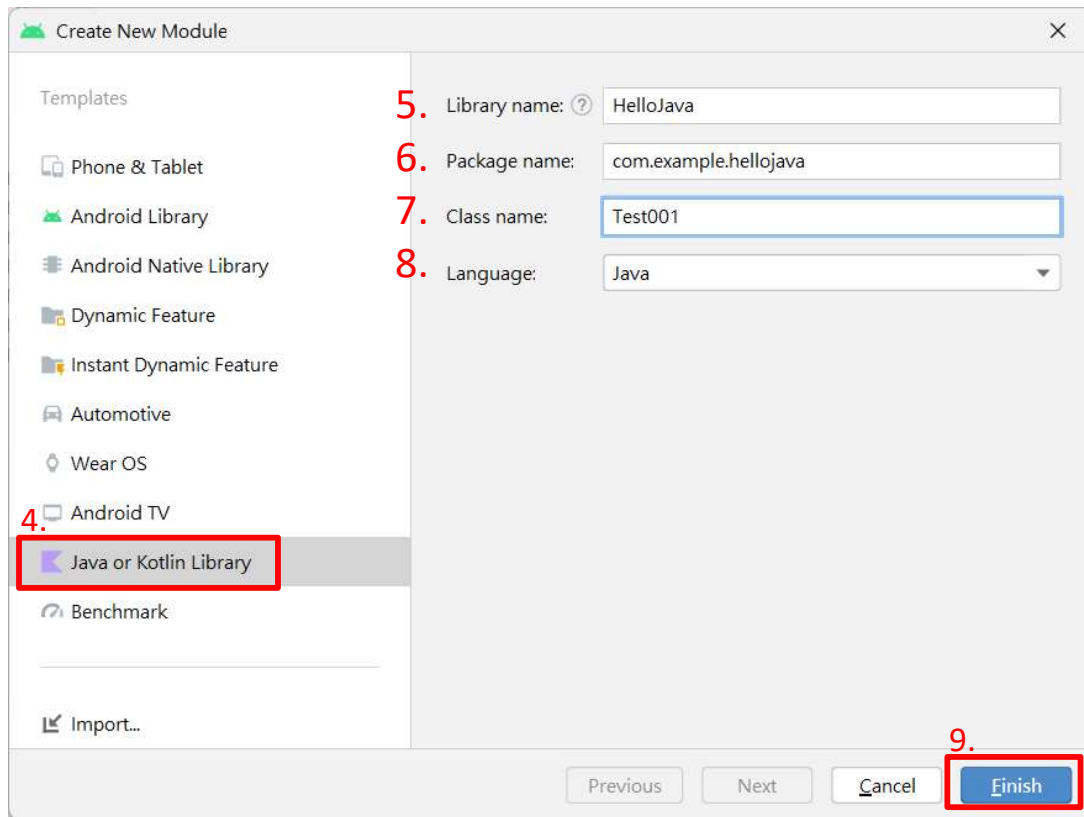 Create New Module
Templates
Phone & Tablet
Android Library
Android Native Library
Dynamic Feature
Instant Dynamic Feature
Automotive
Wear OS
Android TV
4.
Java or Kotlin Library
Benchmark
Import...
5. Library name: ? HelloJava
6. Package name: com.example.hellojava
7. Class name: Test001
8. Language: Java
9.
Previous Next Cancel Finish